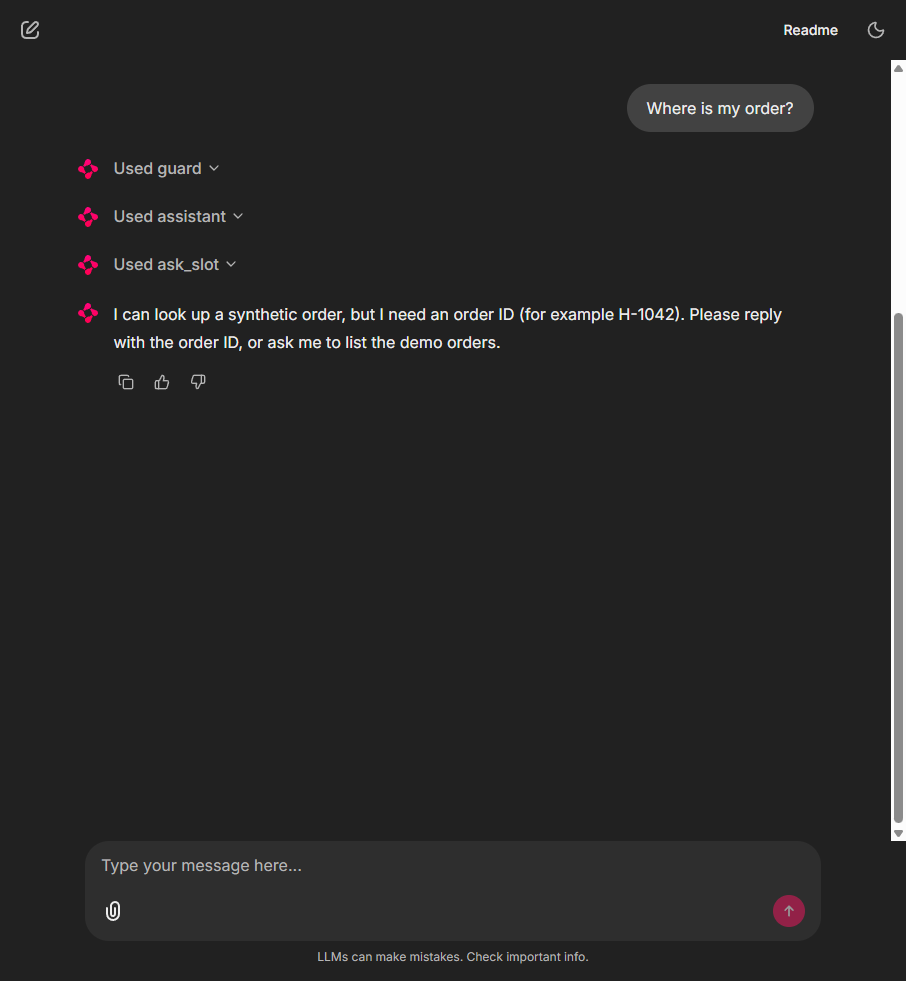 Readme
Where is my order?
Used guard
Used assistant
Used ask_slot
I can look up a synthetic order, but I need an order ID (for example H-1042). Please reply
with the order ID, or ask me to list the demo orders.
Type your message here...
LLMs can make mistakes. Check important info.